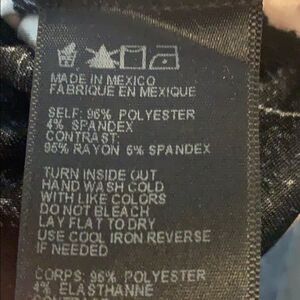 MADE IN MEXICO
FABRIQUE EN MEXIQUE
SELF: 96% POLYESTER
4% SPANDEX
CONTRAST:
95% RAYON 6% SPANDEX
TURN INSIDE OUT
HAND WASH COLD
WITH LIKE COLORS
DO NOT BLEACH
LAY FLAT TO DRY
USE COOL IRON REVERSE
IF NEEDED
CORPS: 96% POLYESTER
4% ELASTHANNE